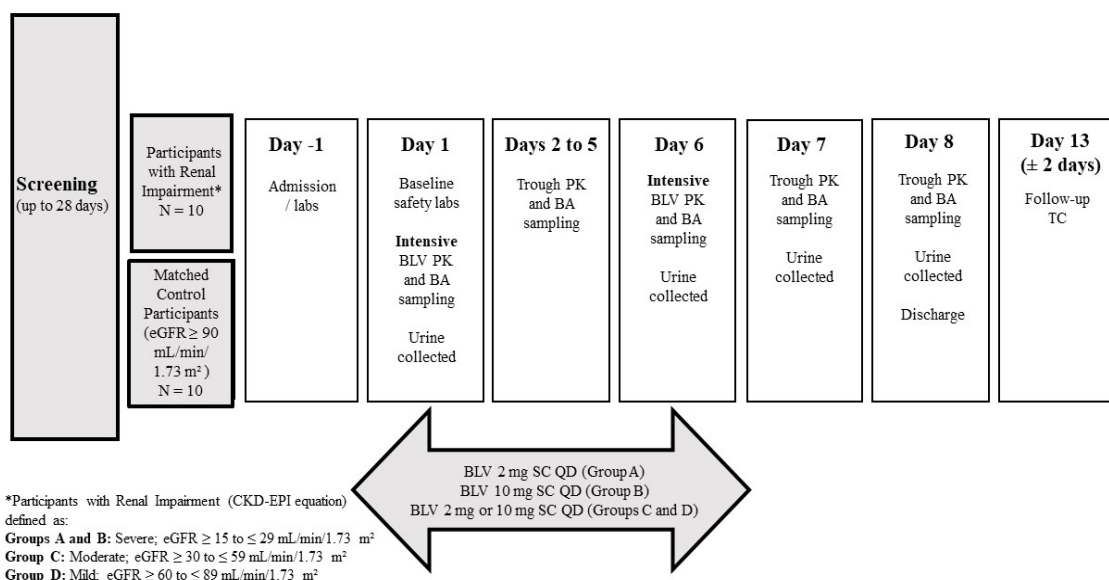 Screening
(up to 28 days)
Participants
with Renal
Impairment*
N = 10
Matched
Control
Participants
(eGFR ≥ 90
mL/min/
1.73 m²)
N = 10
Day -1
Admission
/ labs
Day 1
Baseline
safety labs
Intensive
BLV PK
and BA
sampling
Urine
collected
Days 2 to 5
Trough PK
and BA
sampling
Day 6
Intensive
BLV PK
and BA
sampling
Urine
collected
Day 7
Trough PK
and BA
sampling
Urine
collected
Day 8
Trough PK
and BA
sampling
Urine
collected
Discharge
Day 13
(± 2 days)
Follow-up
TC
BLV 2 mg SC QD (Group A)
BLV 10 mg SC QD (Group B)
BLV 2 mg or 10 mg SC QD (Groups C and D)
*Participants with Renal Impairment (CKD-EPI equation)
defined as:
Groups A and B: Severe; eGFR ≥ 15 to ≤ 29 mL/min/1.73 m²
Group C: Moderate; eGFR ≥ 30 to ≤ 59 mL/min/1.73 m²
Group D: Mild; eGFR ≥ 60 to ≤ 89 mL/min/1.73 m²